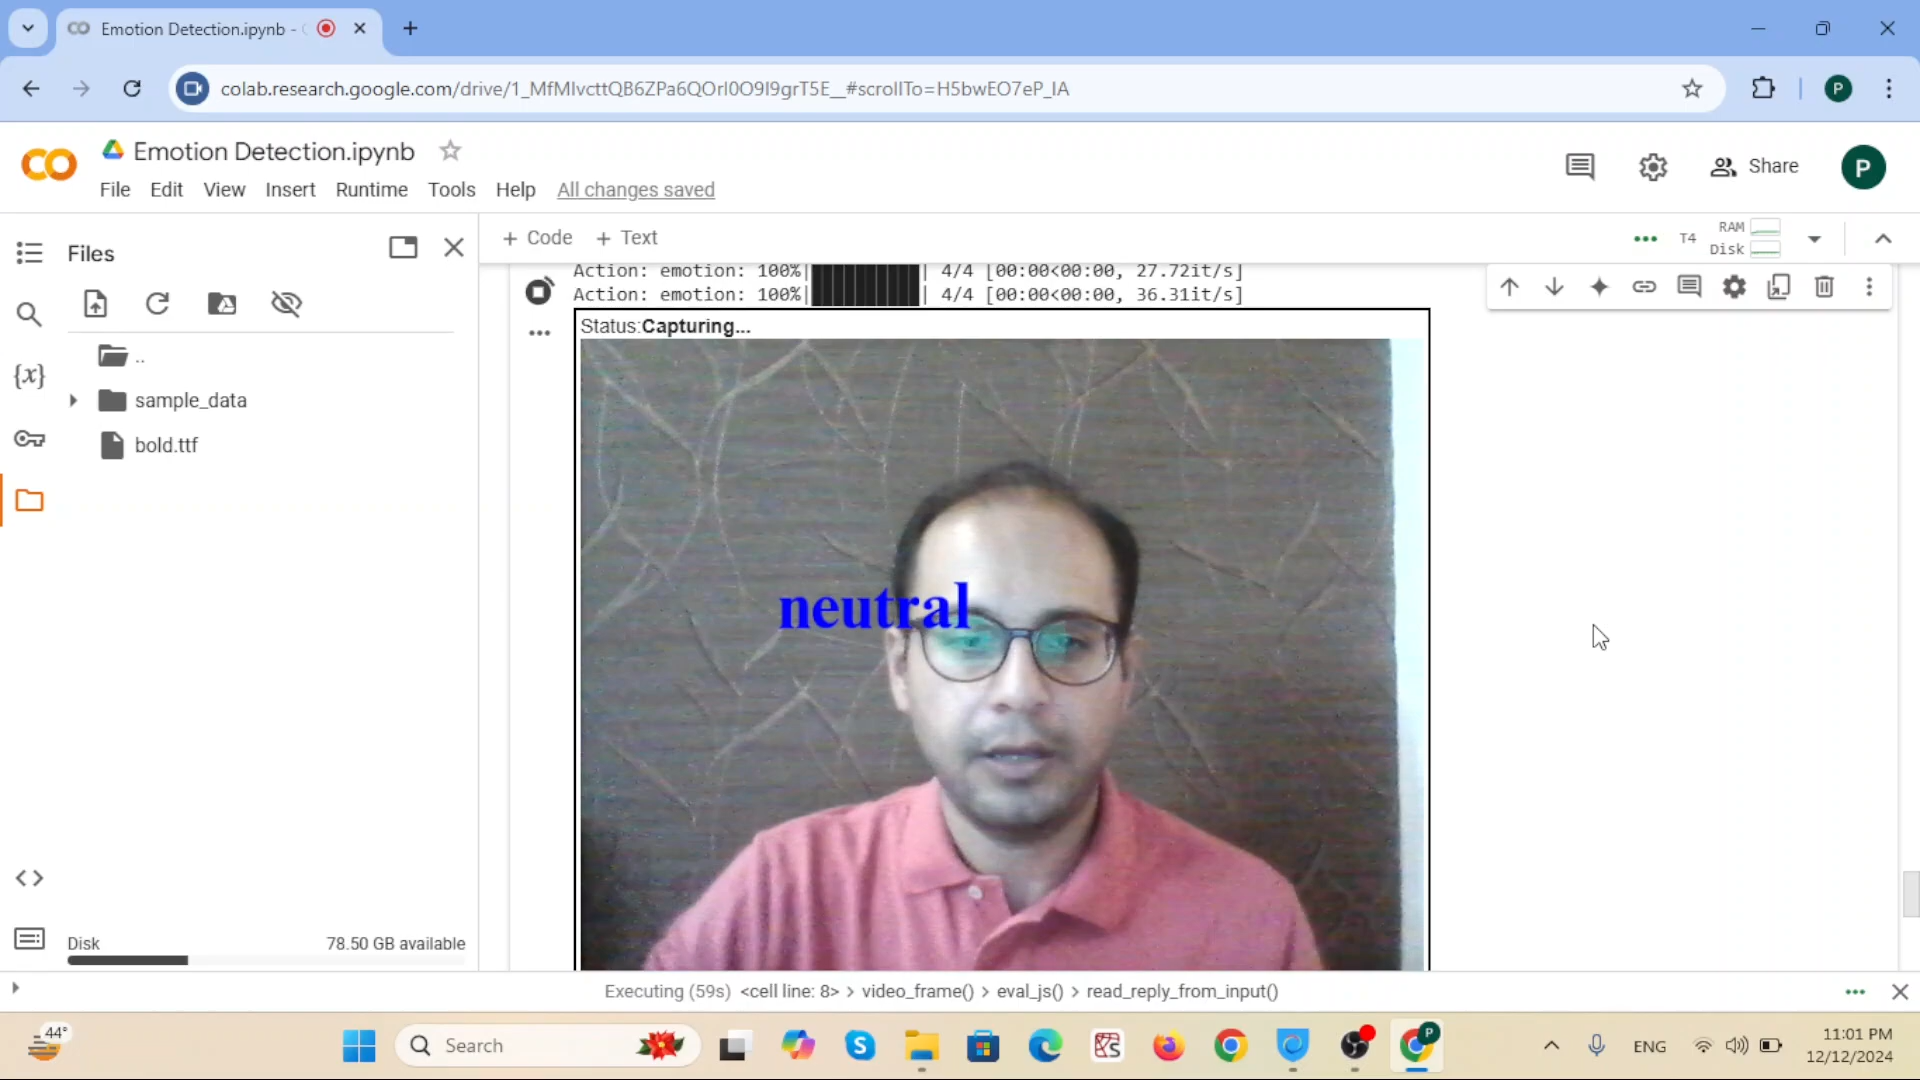 Emotion Detection.ipynb -
colab.research.google.com/drive/1_MfMIvcttQB6ZPa6QOrI0O9I9grT5E__#scrollTo=H5bwEO7eP_IA
P
Emotion Detection.ipynb
File Edit View Insert Runtime Tools Help All changes saved
Share
P
Files
+ Code + Text
T4
RAM
Disk
Action: emotion: 100%| | 4/4 [00:00<00:00, 27.72it/s]
Action: emotion: 100%| | 4/4 [00:00<00:00, 36.31it/s]
Status:Capturing...
..
{x}
sample_data
bold.ttf
neutral
Disk 78.50 GB available
Executing (59s) <cell line: 8> > video_frame() > eval_js() > read_reply_from_input()
44°
Search
P
ENG
11:01 PM
12/12/2024